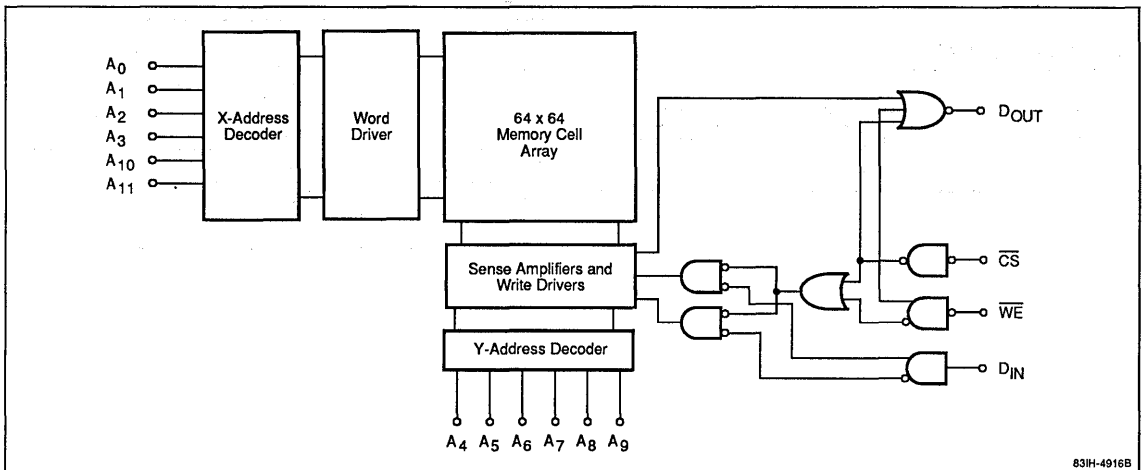 A0
A1
A2
A3
A10
A11
X-Address
Decoder
Word
Driver
64 x 64
Memory Cell
Array
Sense Amplifiers and
Write Drivers
Y-Address Decoder
A4 A5 A6 A7 A8 A9
DOUT
CS
WE
DIN
83IH-4916B